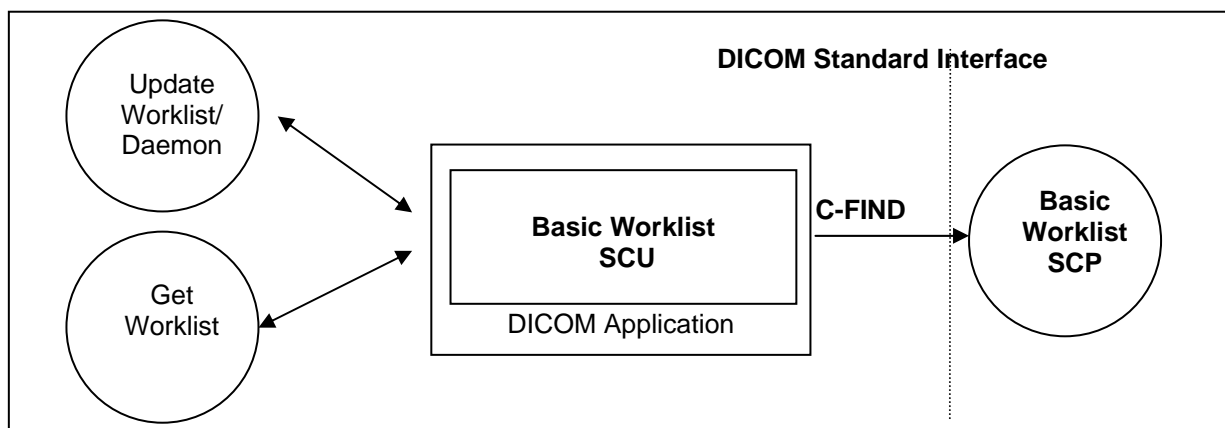 Update
Worklist/
Daemon
Get
Worklist
Basic Worklist
SCU
DICOM Application
C-FIND
DICOM Standard Interface
Basic
Worklist
SCP